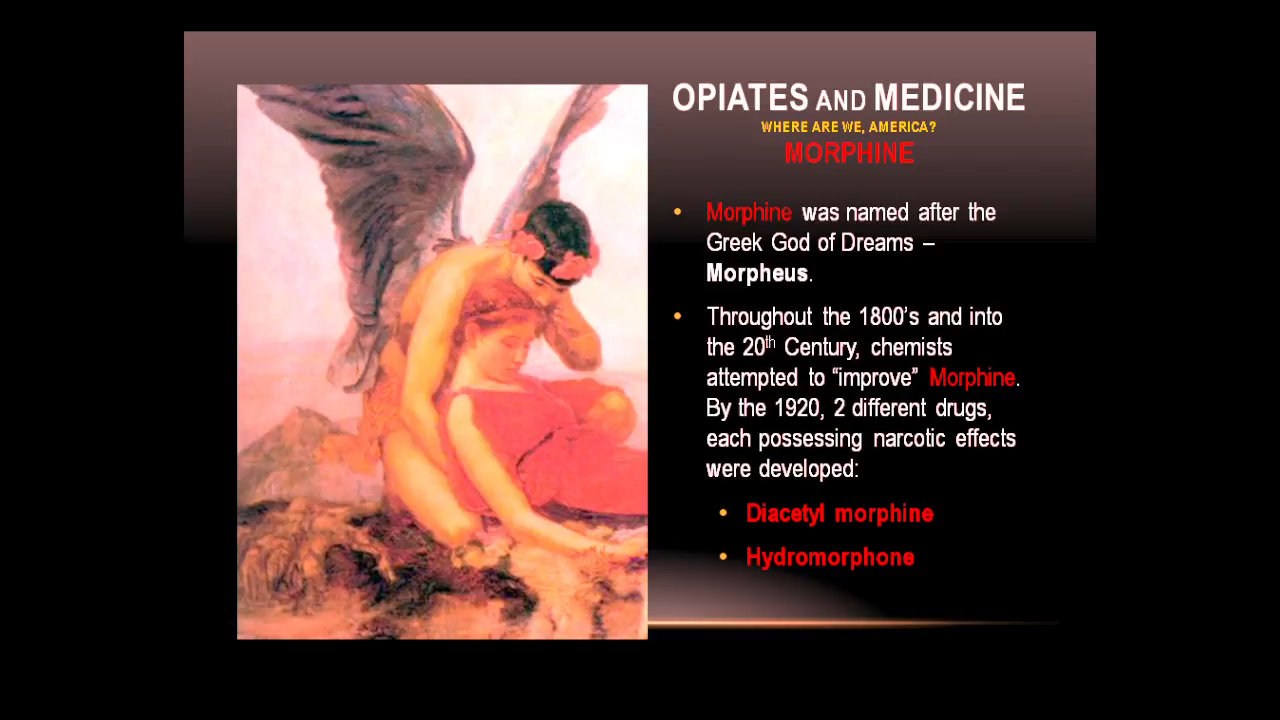 OPIATES AND MEDICINE
WHERE ARE WE, AMERICA?
MORPHINE
• Morphine was named after the
Greek God of Dreams –
Morpheus.
• Throughout the 1800’s and into
the 20th Century, chemists
attempted to “improve” Morphine.
By the 1920, 2 different drugs,
each possessing narcotic effects
were developed:
• Diacetyl morphine
• Hydromorphone